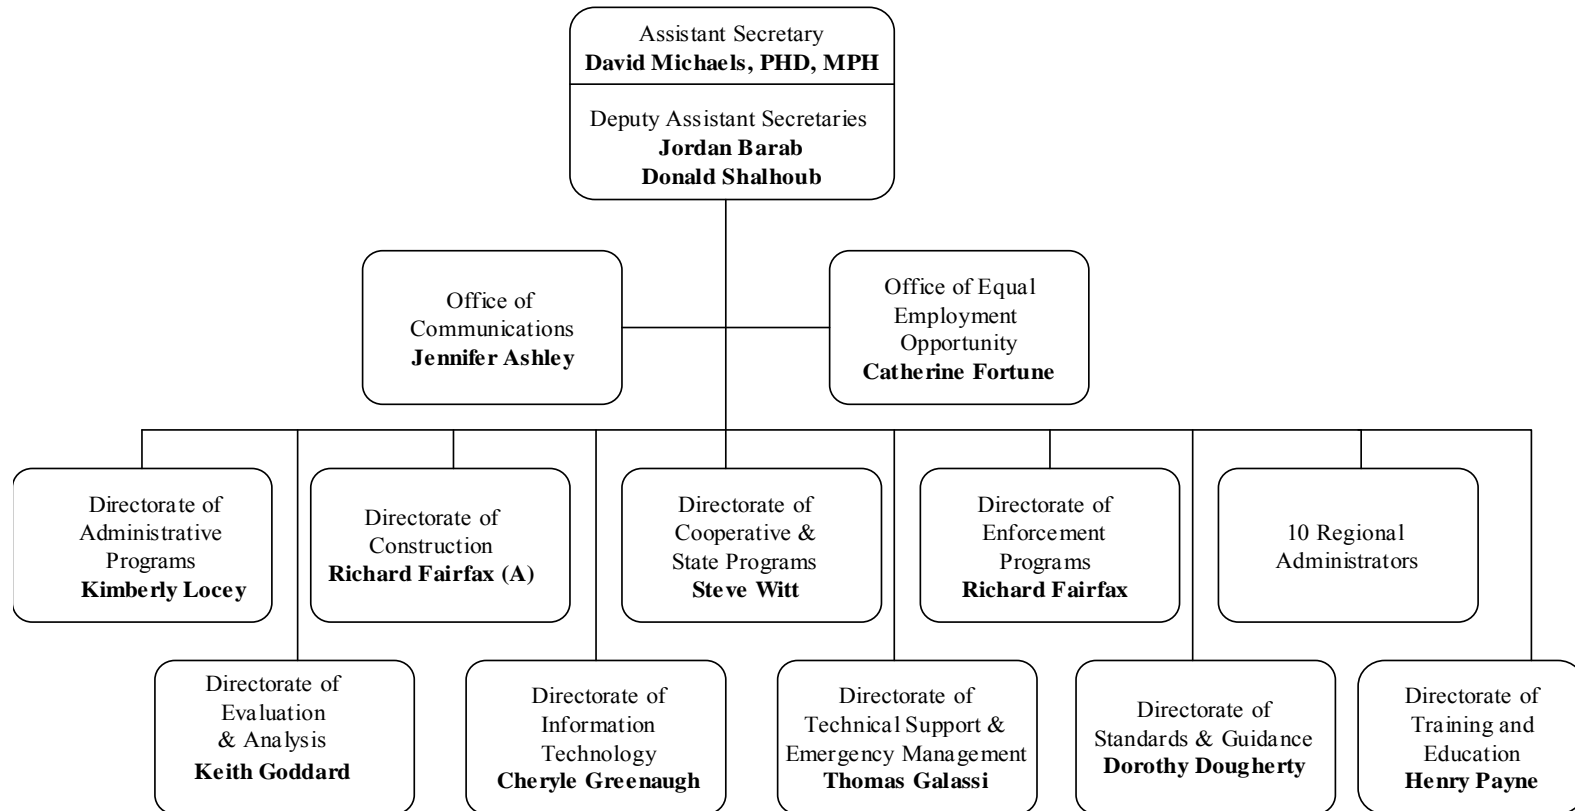 Assistant Secretary
David Michaels, PHD, MPH
Deputy Assistant Secretaries
Jordan Barab
Donald Shalhoub
Office of
Communications
Jennifer Ashley
Office of Equal
Employment
Opportunity
Catherine Fortune
Directorate of
Administrative
Programs
Kimberly Locey
Directorate of
Construction
Richard Fairfax (A)
Directorate of
Cooperative &
State Programs
Steve Witt
Directorate of
Enforcement
Programs
Richard Fairfax
10 Regional
Administrators
Directorate of
Evaluation
& Analysis
Keith Goddard
Directorate of
Information
Technology
Cheryle Greenaugh
Directorate of
Technical Support &
Emergency Management
Thomas Galassi
Directorate of
Standards & Guidance
Dorothy Dougherty
Directorate of
Training and
Education
Henry Payne